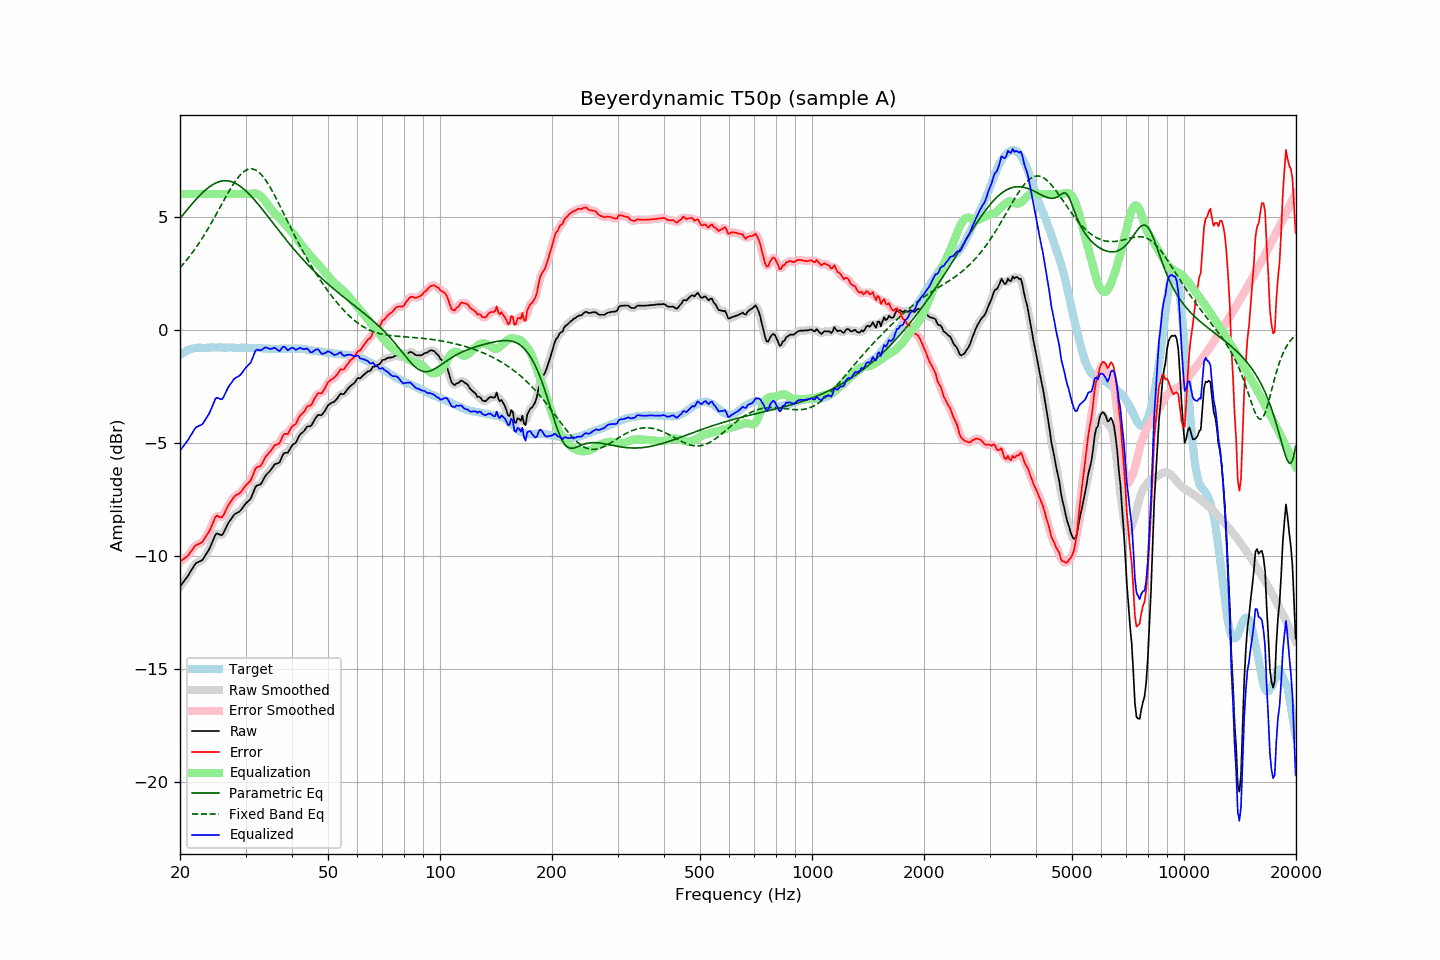 Beyerdynamic T50p (sample A)
5
0
−5
−10
−15
−20
Amplitude (dBr)
Target
Raw Smoothed
Error Smoothed
Raw
Error
Equalization
Parametric Eq
Fixed Band Eq
Equalized
20 50 100 200 500 1000 2000 5000 10000 20000
Frequency (Hz)